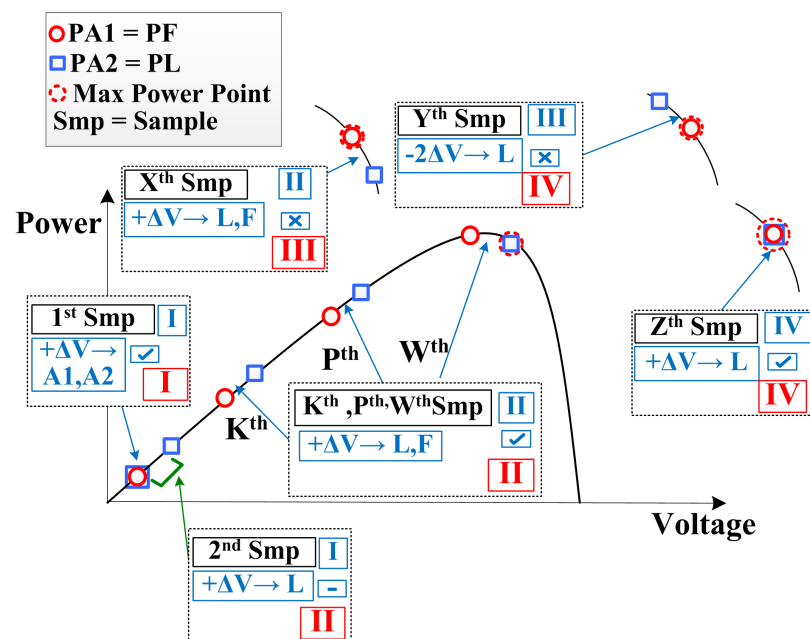 PA1 = PF
PA2 = PL
Max Power Point
Smp = Sample
Yᵗʰ Smp III
-2ΔV→ L
IV
Xᵗʰ Smp II
+ΔV→ L,F
III
Power
1ˢᵗ Smp I
+ΔV→
A1,A2
I
Zᵗʰ Smp IV
+ΔV→ L
IV
Pᵗʰ
Wᵗʰ
Kᵗʰ
Kᵗʰ ,Pᵗʰ,WᵗʰSmp II
+ΔV→ L,F
II
Voltage
2ⁿᵈ Smp I
+ΔV→ L -
II